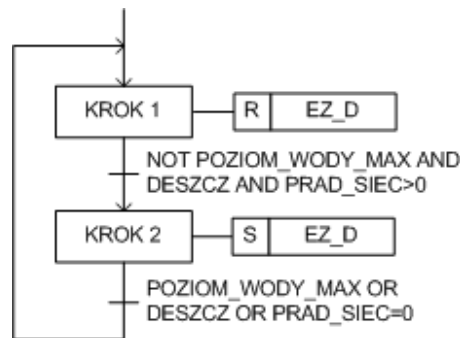 KROK 1 R EZ_D
NOT POZIOM_WODY_MAX AND
DESZCZ AND PRAD_SIEC>0
KROK 2 S EZ_D
POZIOM_WODY_MAX OR
DESZCZ OR PRAD_SIEC=0